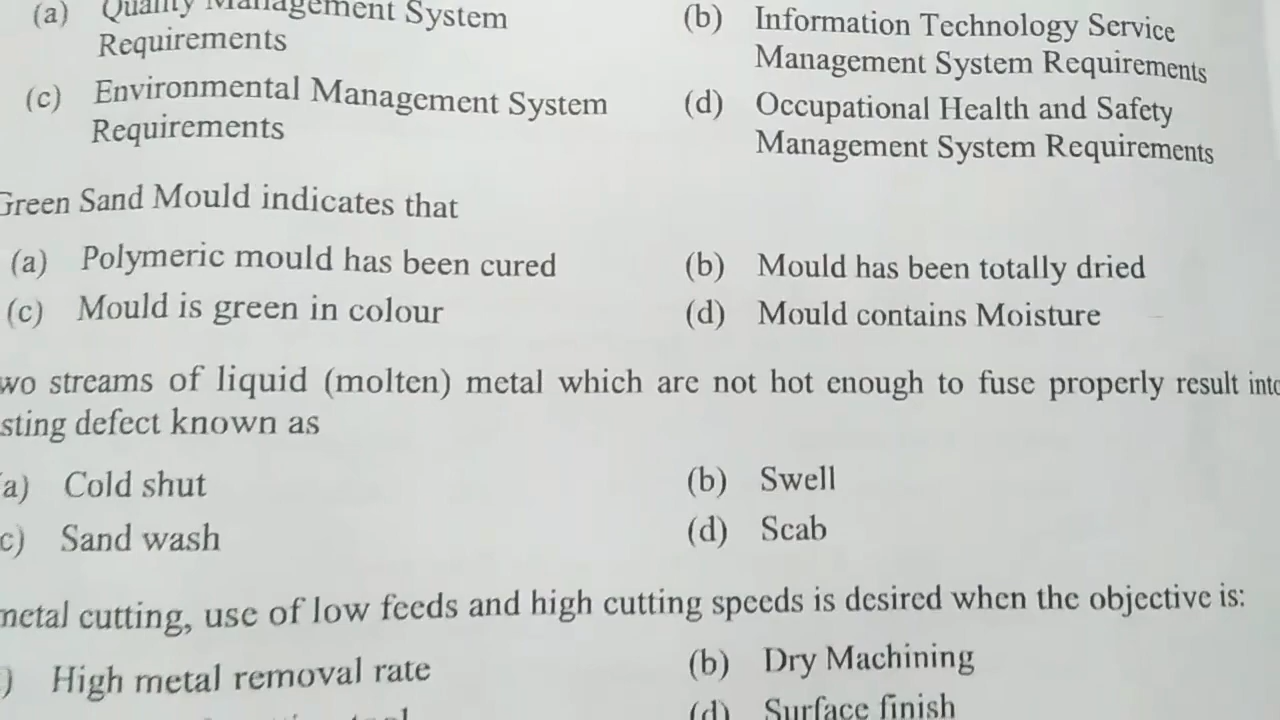 (a) Quality Management System
Requirements
(b) Information Technology Service
Management System Requirements
(c) Environmental Management System
Requirements
(d) Occupational Health and Safety
Management System Requirements
Green Sand Mould indicates that
(a) Polymeric mould has been cured
(b) Mould has been totally dried
(c) Mould is green in colour
(d) Mould contains Moisture
wo streams of liquid (molten) metal which are not hot enough to fuse properly result into
sting defect known as
a) Cold shut
(b) Swell
c) Sand wash
(d) Scab
metal cutting, use of low feeds and high cutting speeds is desired when the objective is:
) High metal removal rate
(b) Dry Machining
(d) Surface finish